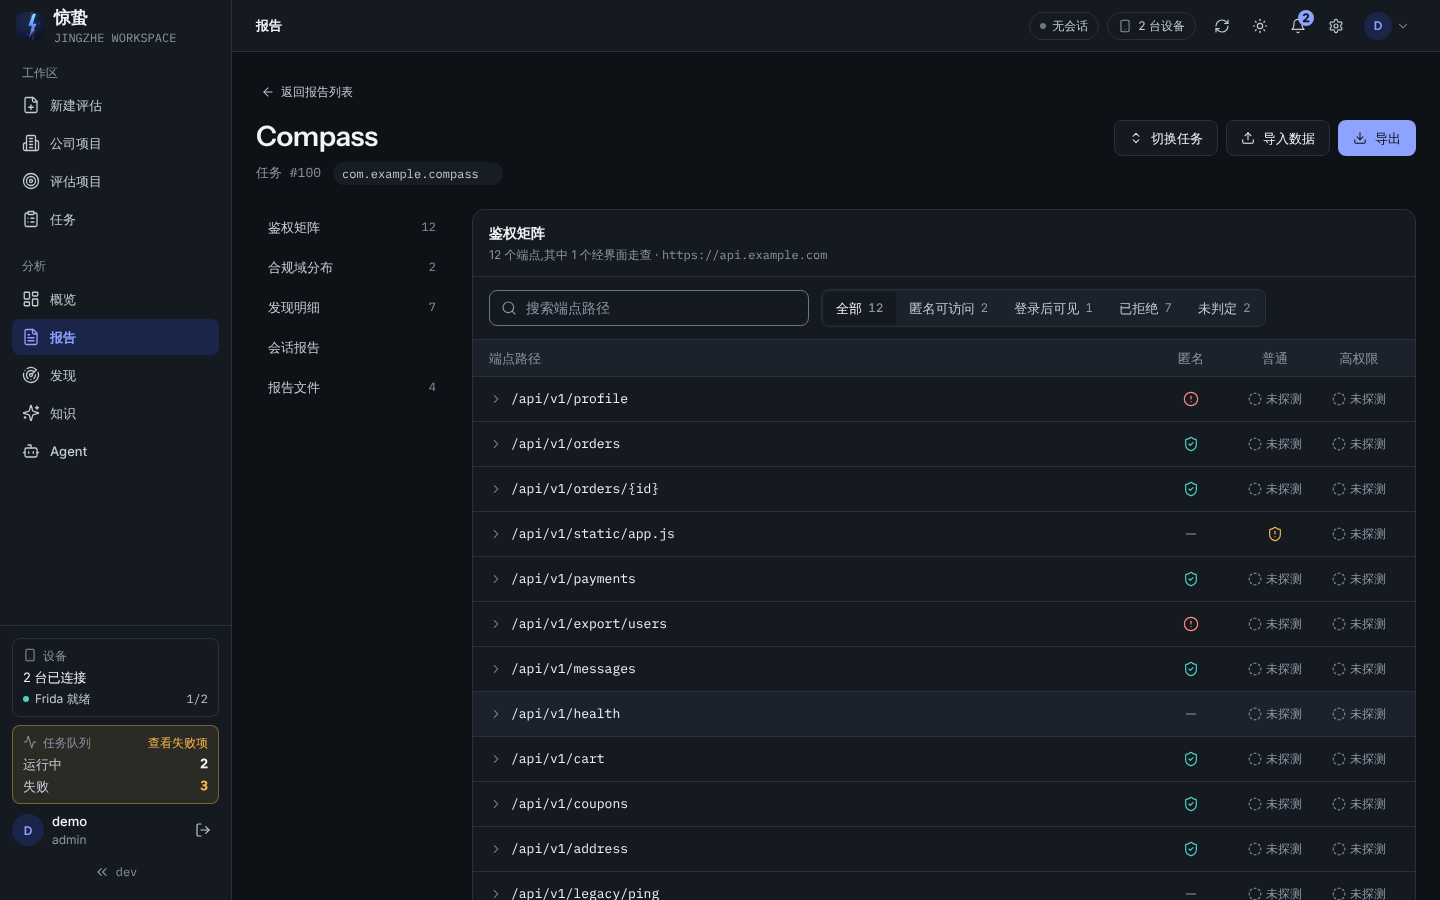 惊蛰
JINGZHE WORKSPACE
工作区
新建评估
公司项目
评估项目
任务
分析
概览
报告
发现
知识
Agent
设备
2 台已连接
Frida 就绪 1/2
任务队列 查看失败项
运行中 2
失败 3
D demo
admin
dev
报告
无会话
2 台设备
2
D
返回报告列表
Compass
切换任务
导入数据
导出
任务 #100 com.example.compass
鉴权矩阵 12
合规域分布 2
发现明细 7
会话报告
报告文件 4
鉴权矩阵
12 个端点,其中 1 个经界面走查 · https://api.example.com
搜索端点路径
全部 12 匿名可访问 2 登录后可见 1 已拒绝 7 未判定 2
端点路径 匿名 普通 高权限
/api/v1/profile 未探测 未探测
/api/v1/orders 未探测 未探测
/api/v1/orders/{id} 未探测 未探测
/api/v1/static/app.js — 未探测
/api/v1/payments 未探测 未探测
/api/v1/export/users 未探测 未探测
/api/v1/messages 未探测 未探测
/api/v1/health — 未探测 未探测
/api/v1/cart 未探测 未探测
/api/v1/coupons 未探测 未探测
/api/v1/address 未探测 未探测
/api/v1/legacy/ping — 未探测 未探测